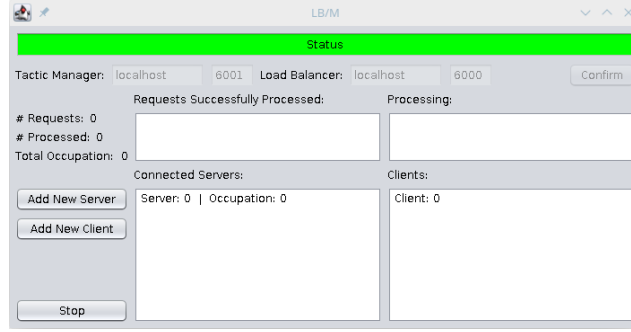 LB/M
Status
Tactic Manager: localhost 6001 Load Balancer: localhost 6000 Confirm
Requests Successfully Processed: Processing:
# Requests: 0
# Processed: 0
Total Occupation: 0
Connected Servers: Clients:
Add New Server Server: 0 | Occupation: 0 Client: 0
Add New Client
Stop